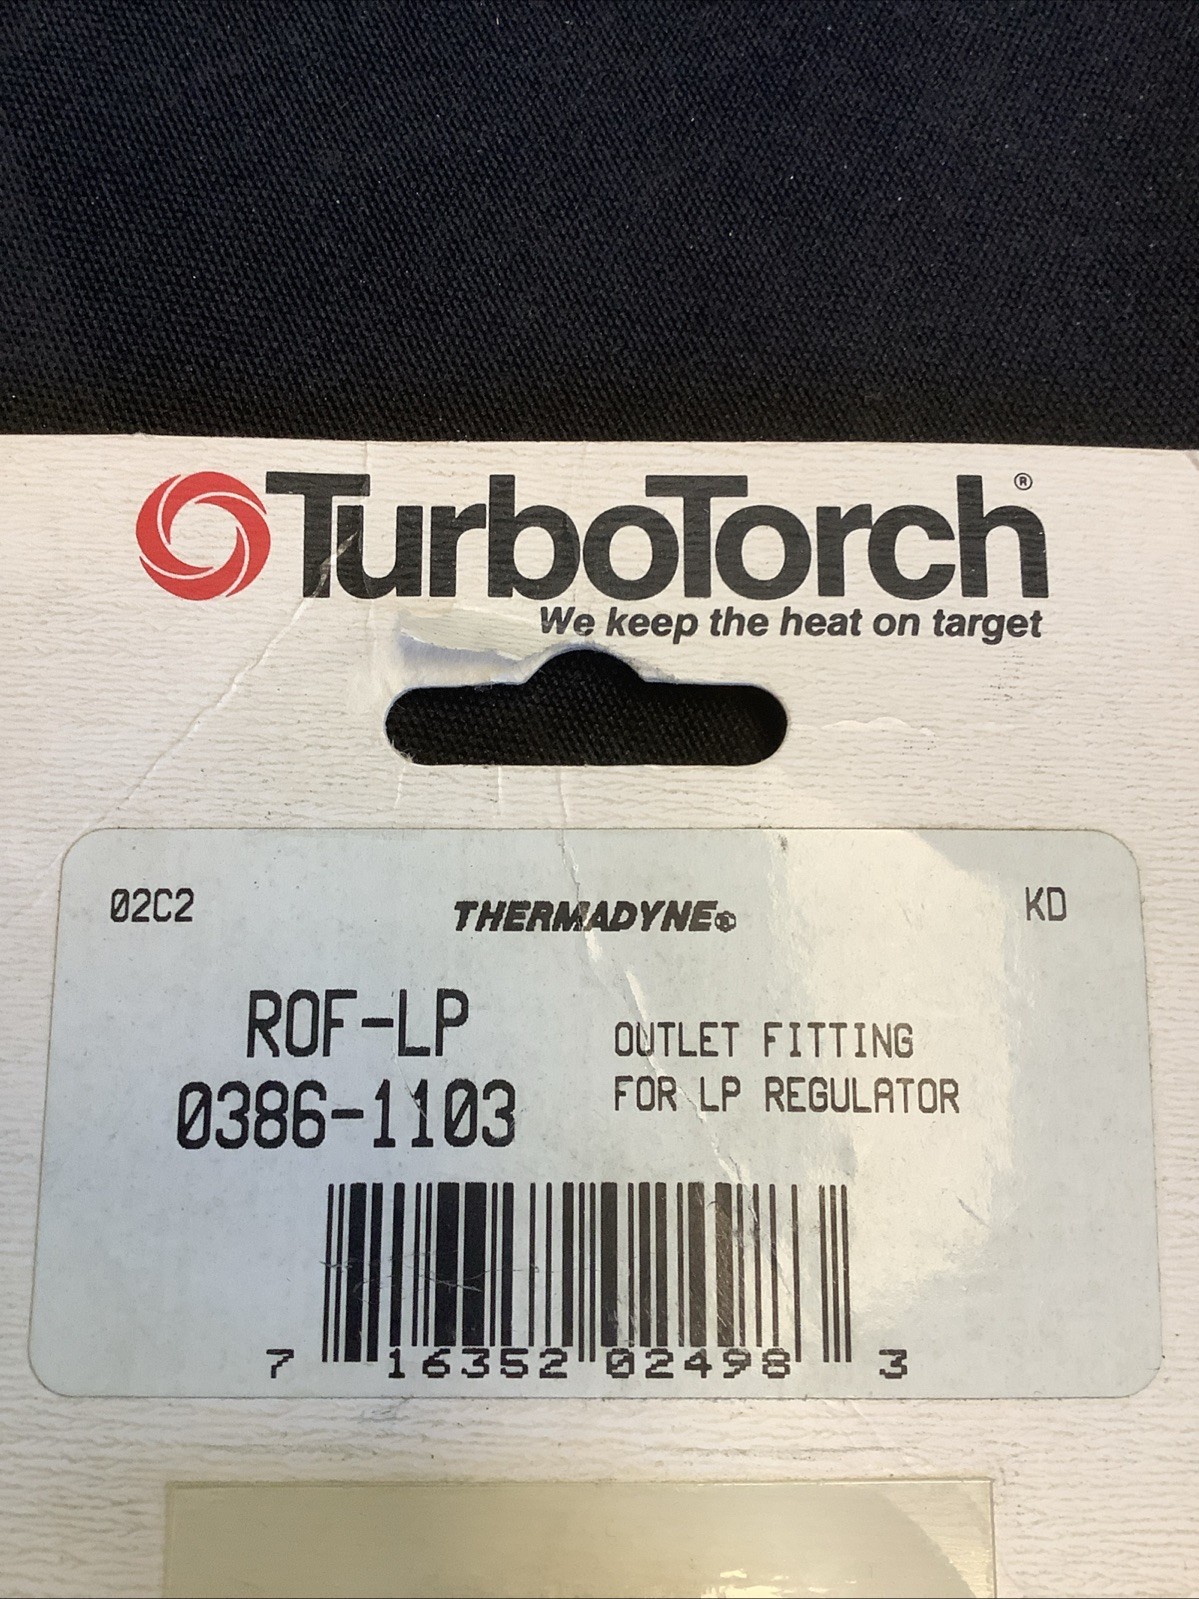 TurboTorch®
We keep the heat on target
02C2 THERMADYNE® KD
ROF-LP
0386-1103
OUTLET FITTING
FOR LP REGULATOR
7 16352 02498 3